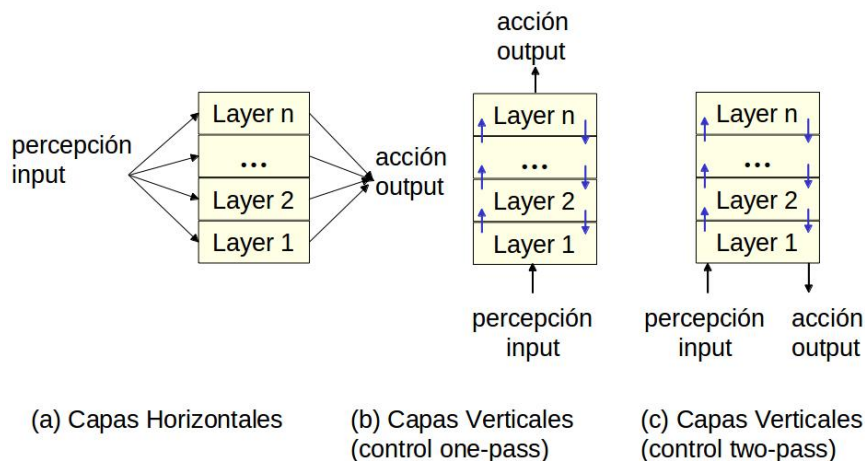 percepción
input
Layer n
...
Layer 2
Layer 1
acción
output
(a) Capas Horizontales
acción
output
Layer n
...
Layer 2
Layer 1
percepción
input
(b) Capas Verticales
(control one-pass)
Layer n
...
Layer 2
Layer 1
percepción
input
acción
output
(c) Capas Verticales
(control two-pass)